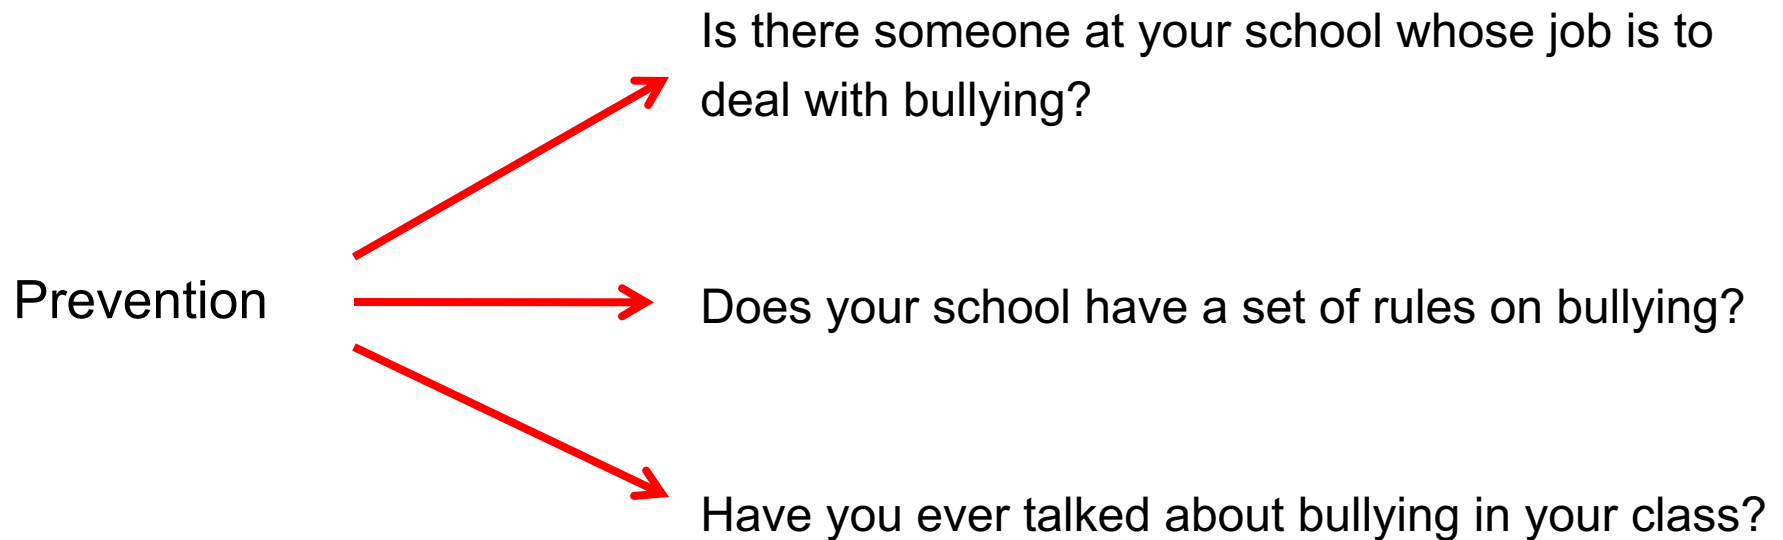 Is there someone at your school whose job is to
deal with bullying?
Prevention
Does your school have a set of rules on bullying?
Have you ever talked about bullying in your class?